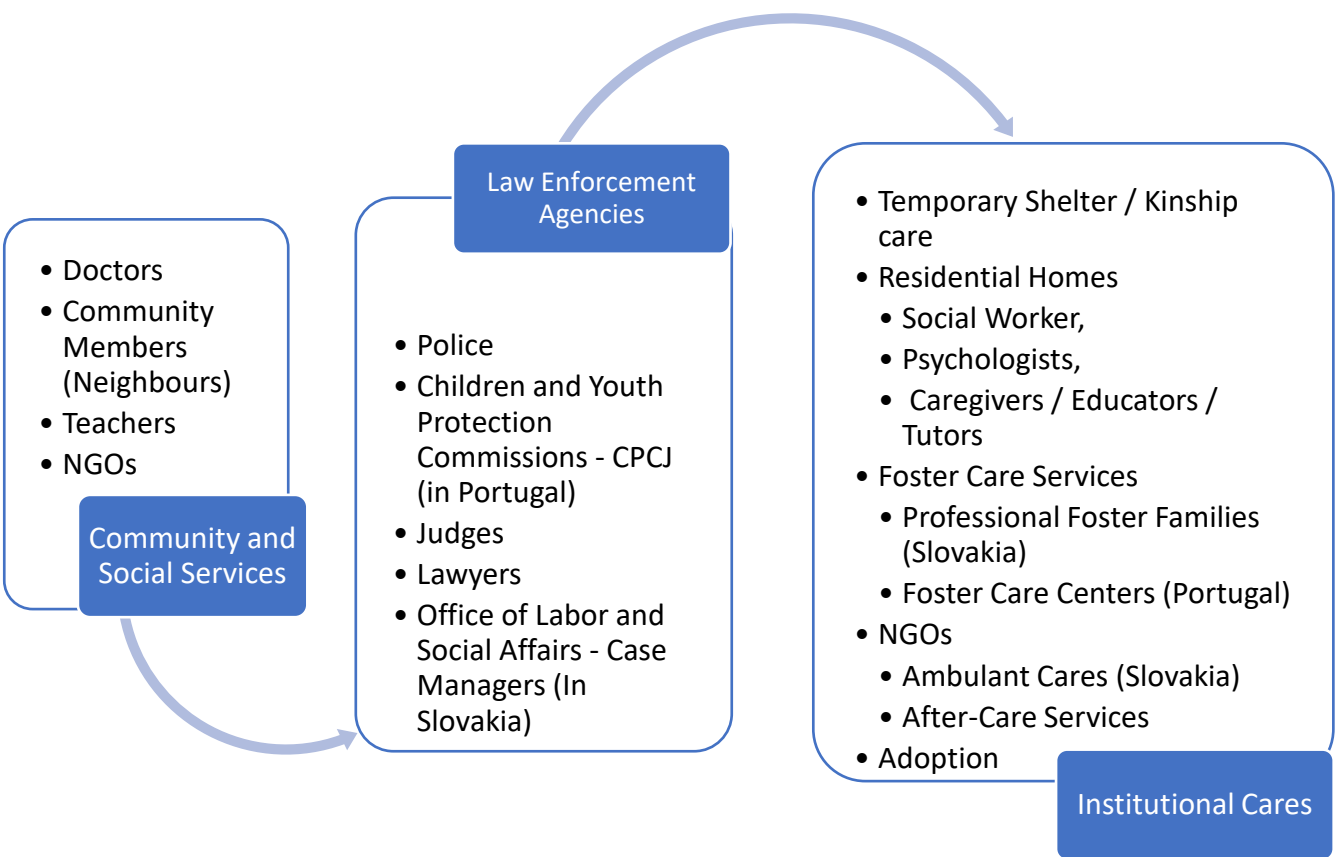 • Doctors
• Community
Members
(Neighbours)
• Teachers
• NGOs
Community and
Social Services
Law Enforcement
Agencies
• Police
• Children and Youth
Protection
Commissions - CPCJ
(in Portugal)
• Judges
• Lawyers
• Office of Labor and
Social Affairs - Case
Managers (In
Slovakia)
• Temporary Shelter / Kinship
care
• Residential Homes
• Social Worker,
• Psychologists,
• Caregivers / Educators /
Tutors
• Foster Care Services
• Professional Foster Families
(Slovakia)
• Foster Care Centers (Portugal)
• NGOs
• Ambulant Cares (Slovakia)
• After-Care Services
• Adoption
Institutional Cares